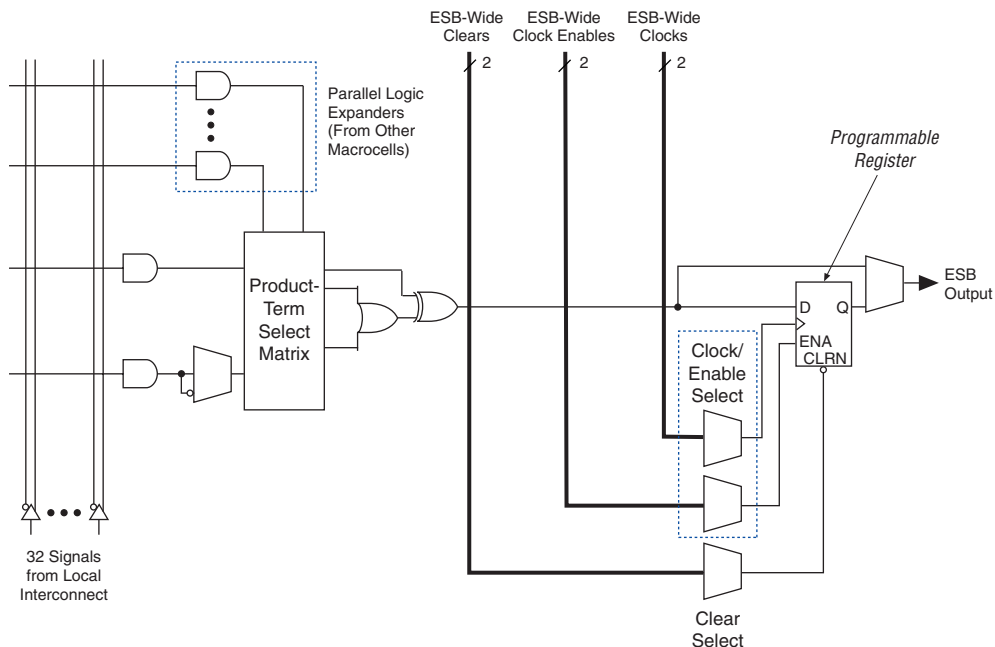 ESB-Wide
Clears
ESB-Wide
Clock Enables
ESB-Wide
Clocks
2
2
2
Parallel Logic
Expanders
(From Other
Macrocells)
Programmable
Register
Product-
Term
Select
Matrix
D
Q
ENA
CLRN
ESB
Output
Clock/
Enable
Select
32 Signals
from Local
Interconnect
Clear
Select